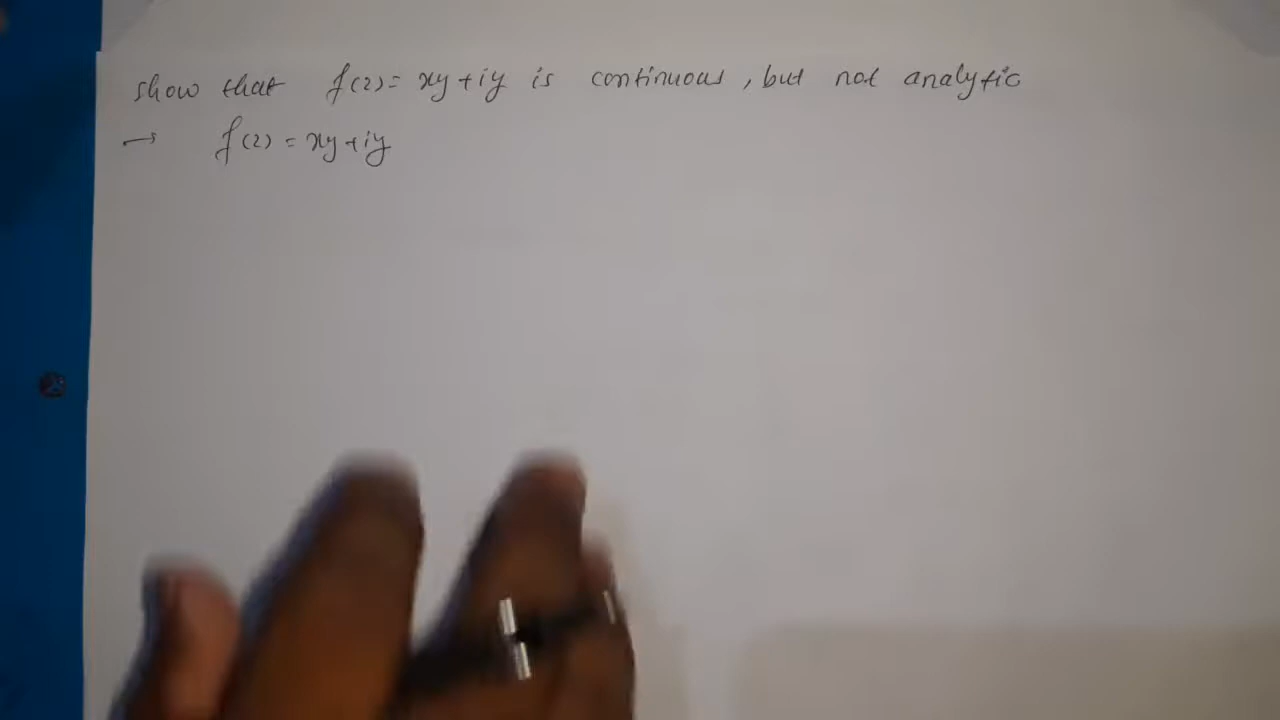 show that f(z)= xy+iy is continuous, but not analytic
→ f(z) = xy+iy